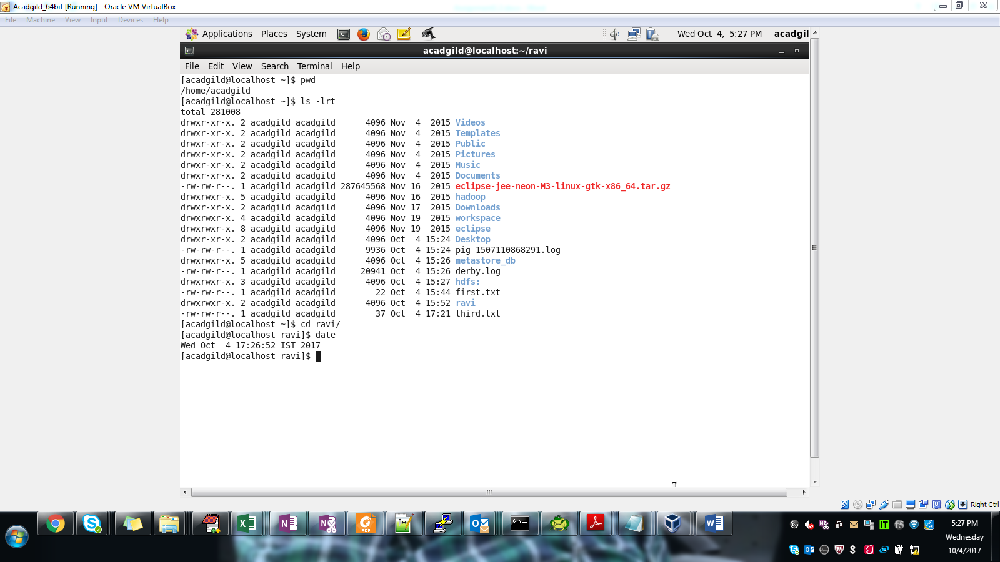 Acadgild_64bit [Running] - Oracle VM VirtualBox
File Machine View Input Devices Help
Applications Places System Wed Oct 4, 5:27 PM acadgil
acadgild@localhost:~/ravi
File Edit View Search Terminal Help
[acadgild@localhost ~]$ pwd
/home/acadgild
[acadgild@localhost ~]$ ls -lrt
total 281008
drwxr-xr-x. 2 acadgild acadgild      4096 Nov  4  2015 Videos
drwxr-xr-x. 2 acadgild acadgild      4096 Nov  4  2015 Templates
drwxr-xr-x. 2 acadgild acadgild      4096 Nov  4  2015 Public
drwxr-xr-x. 2 acadgild acadgild      4096 Nov  4  2015 Pictures
drwxr-xr-x. 2 acadgild acadgild      4096 Nov  4  2015 Music
drwxr-xr-x. 2 acadgild acadgild      4096 Nov  4  2015 Documents
-rw-rw-r--. 1 acadgild acadgild 287645568 Nov 16  2015 eclipse-jee-neon-M3-linux-gtk-x86_64.tar.gz
drwxrwxr-x. 5 acadgild acadgild      4096 Nov 16  2015 hadoop
drwxr-xr-x. 2 acadgild acadgild      4096 Nov 17  2015 Downloads
drwxrwxr-x. 4 acadgild acadgild      4096 Nov 19  2015 workspace
drwxrwxr-x. 8 acadgild acadgild      4096 Nov 19  2015 eclipse
drwxr-xr-x. 2 acadgild acadgild      4096 Oct  4 15:24 Desktop
-rw-rw-r--. 1 acadgild acadgild      9936 Oct  4 15:24 pig_1507110868291.log
drwxrwxr-x. 5 acadgild acadgild      4096 Oct  4 15:26 metastore_db
-rw-rw-r--. 1 acadgild acadgild     20941 Oct  4 15:26 derby.log
drwxrwxr-x. 3 acadgild acadgild      4096 Oct  4 15:27 hdfs:
-rw-rw-r--. 1 acadgild acadgild        22 Oct  4 15:44 first.txt
drwxrwxr-x. 2 acadgild acadgild      4096 Oct  4 15:52 ravi
-rw-rw-r--. 1 acadgild acadgild        37 Oct  4 17:21 third.txt
[acadgild@localhost ~]$ cd ravi/
[acadgild@localhost ravi]$ date
Wed Oct  4 17:26:52 IST 2017
[acadgild@localhost ravi]$
Right Ctrl
5:27 PM
Wednesday
10/4/2017